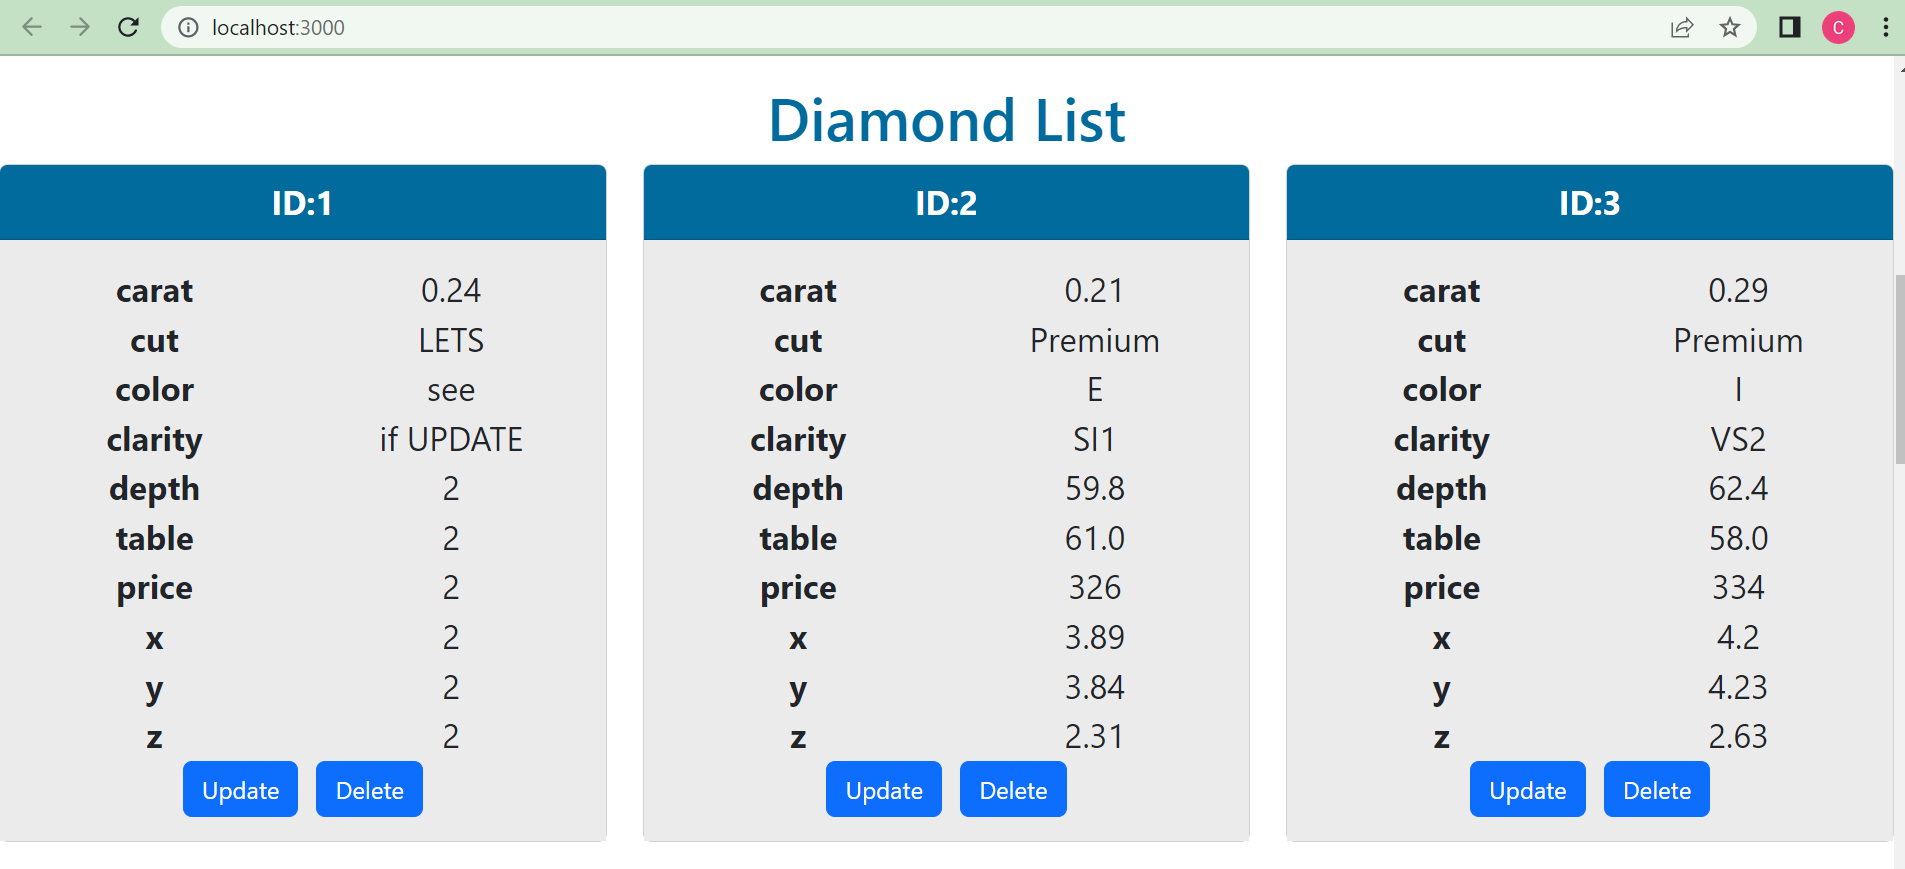 localhost:3000
C
Diamond List
ID:1
carat 0.24
cut LETS
color see
clarity if UPDATE
depth 2
table 2
price 2
x 2
y 2
z 2
Update Delete
ID:2
carat 0.21
cut Premium
color E
clarity SI1
depth 59.8
table 61.0
price 326
x 3.89
y 3.84
z 2.31
Update Delete
ID:3
carat 0.29
cut Premium
color I
clarity VS2
depth 62.4
table 58.0
price 334
x 4.2
y 4.23
z 2.63
Update Delete